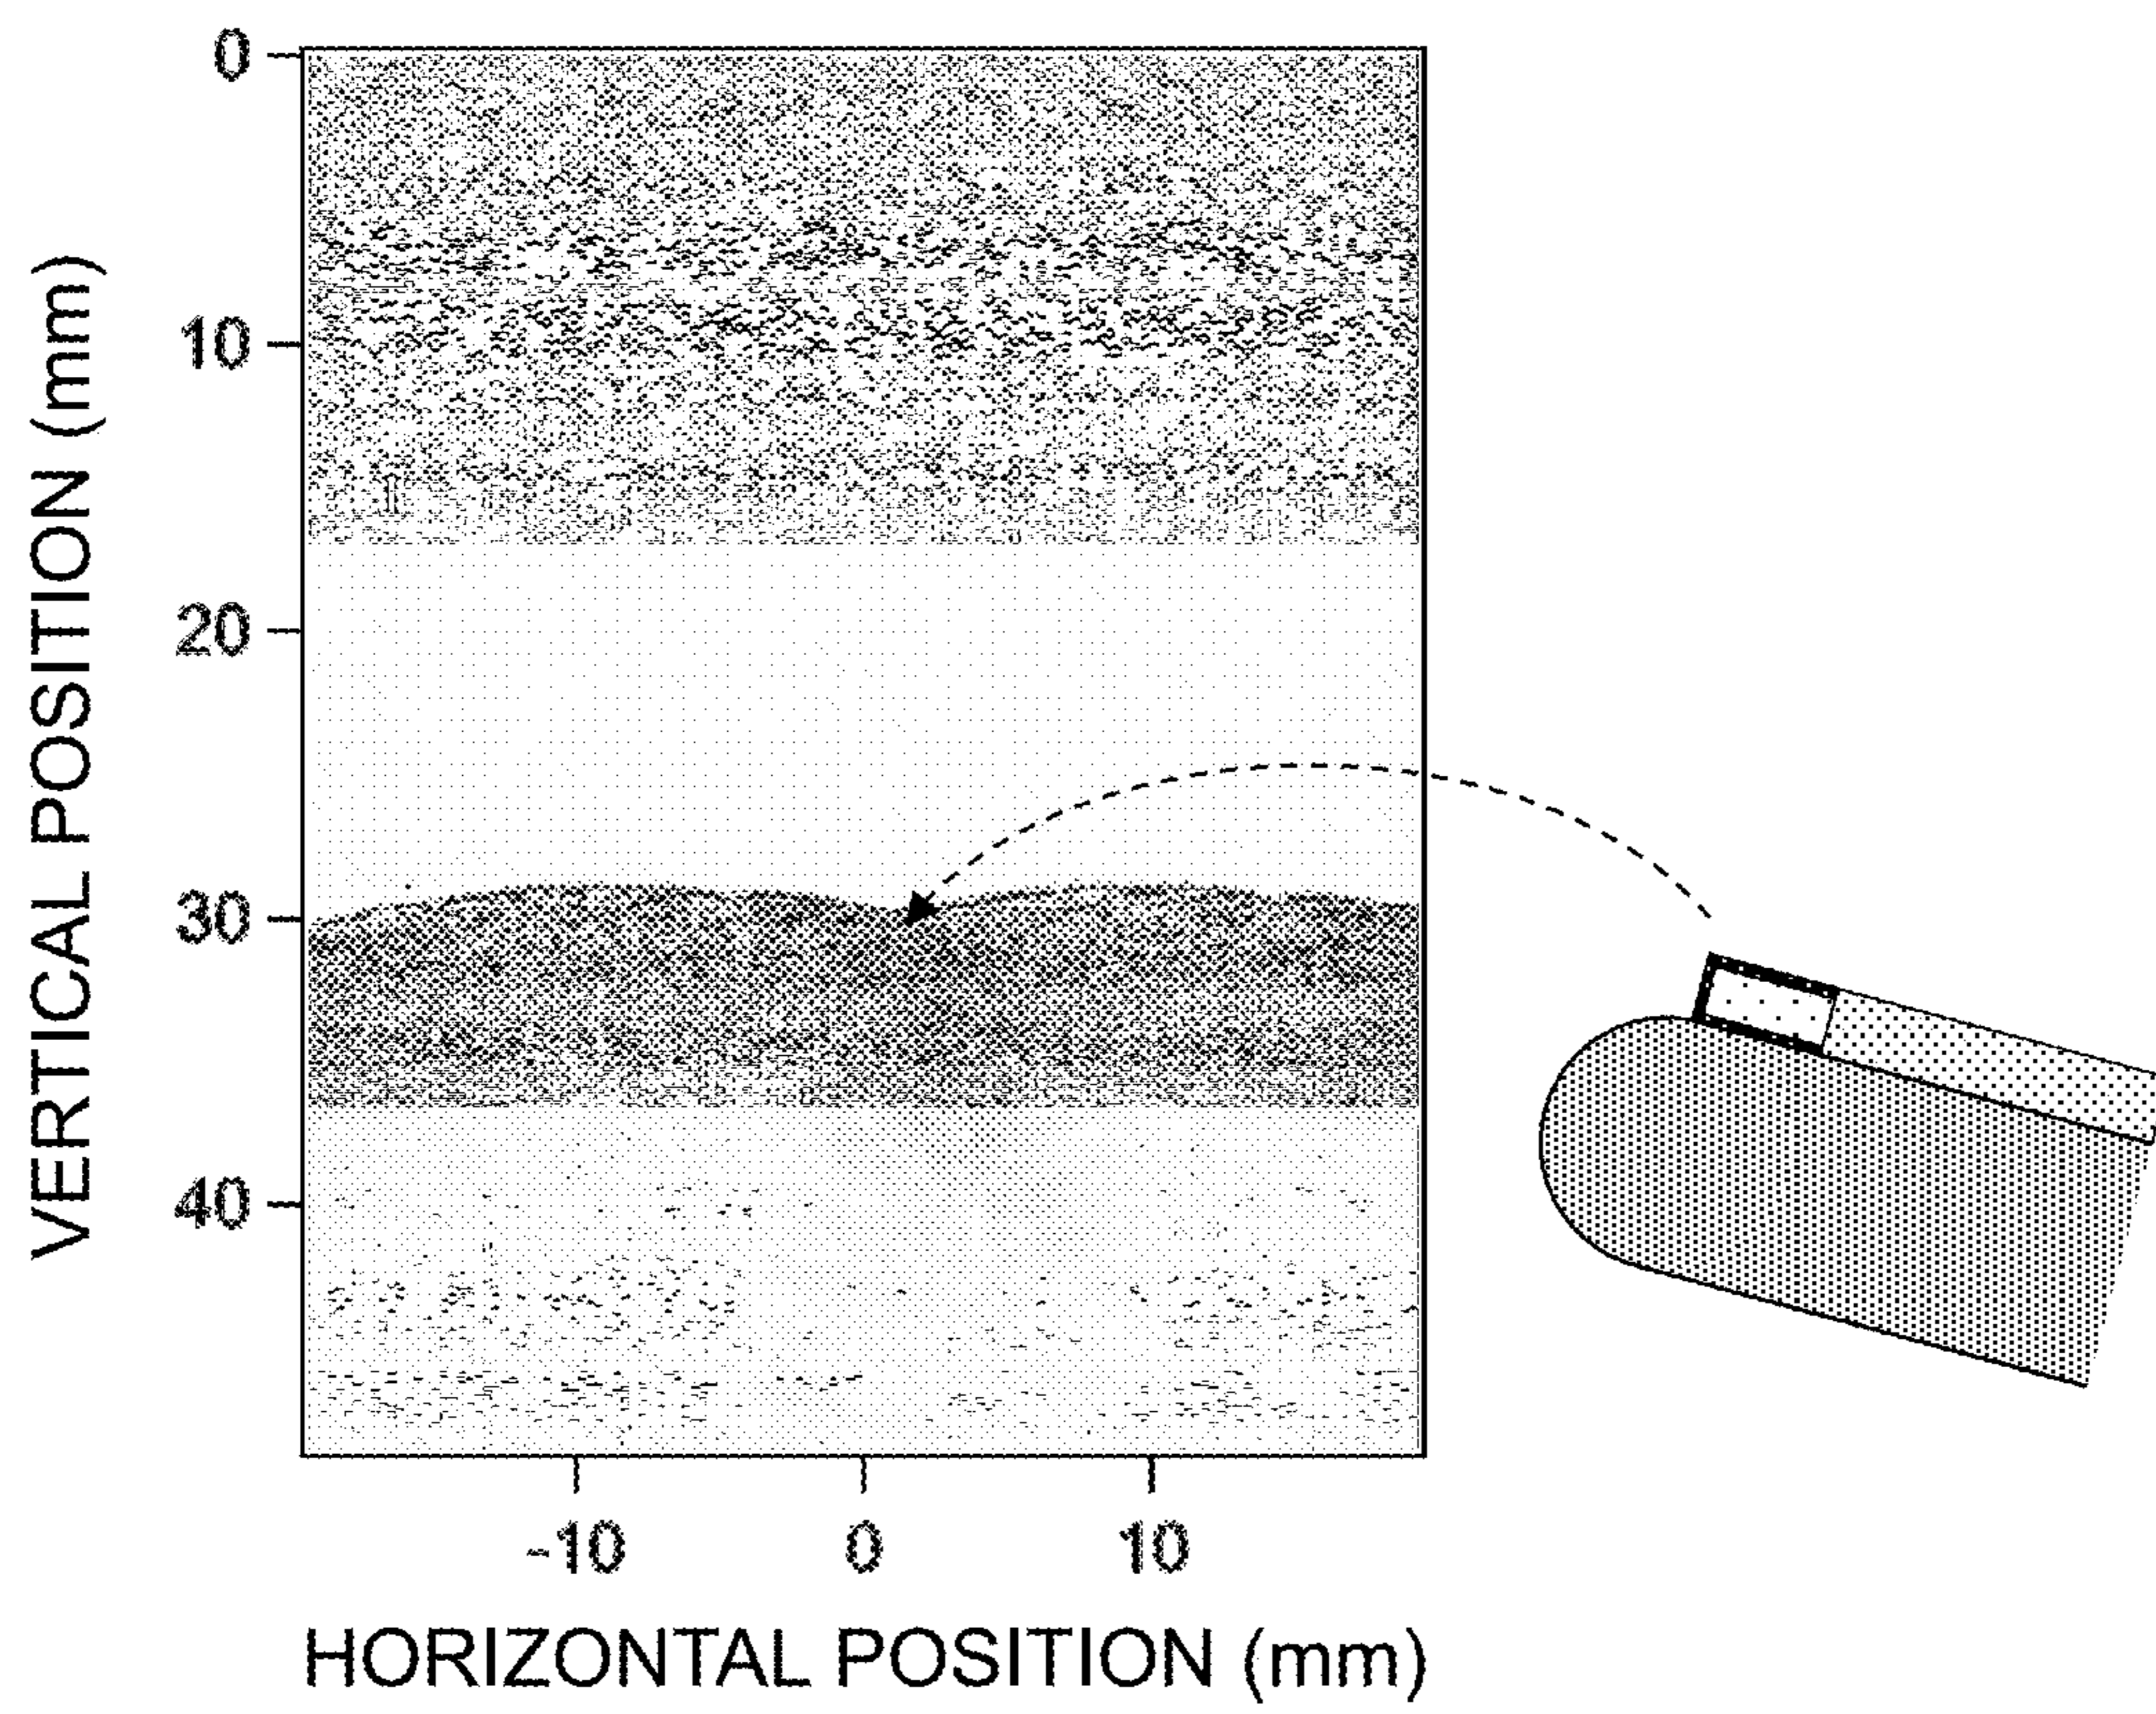 VERTICAL POSITION (mm)
0
10
20
30
40
-10 0 10
HORIZONTAL POSITION (mm)